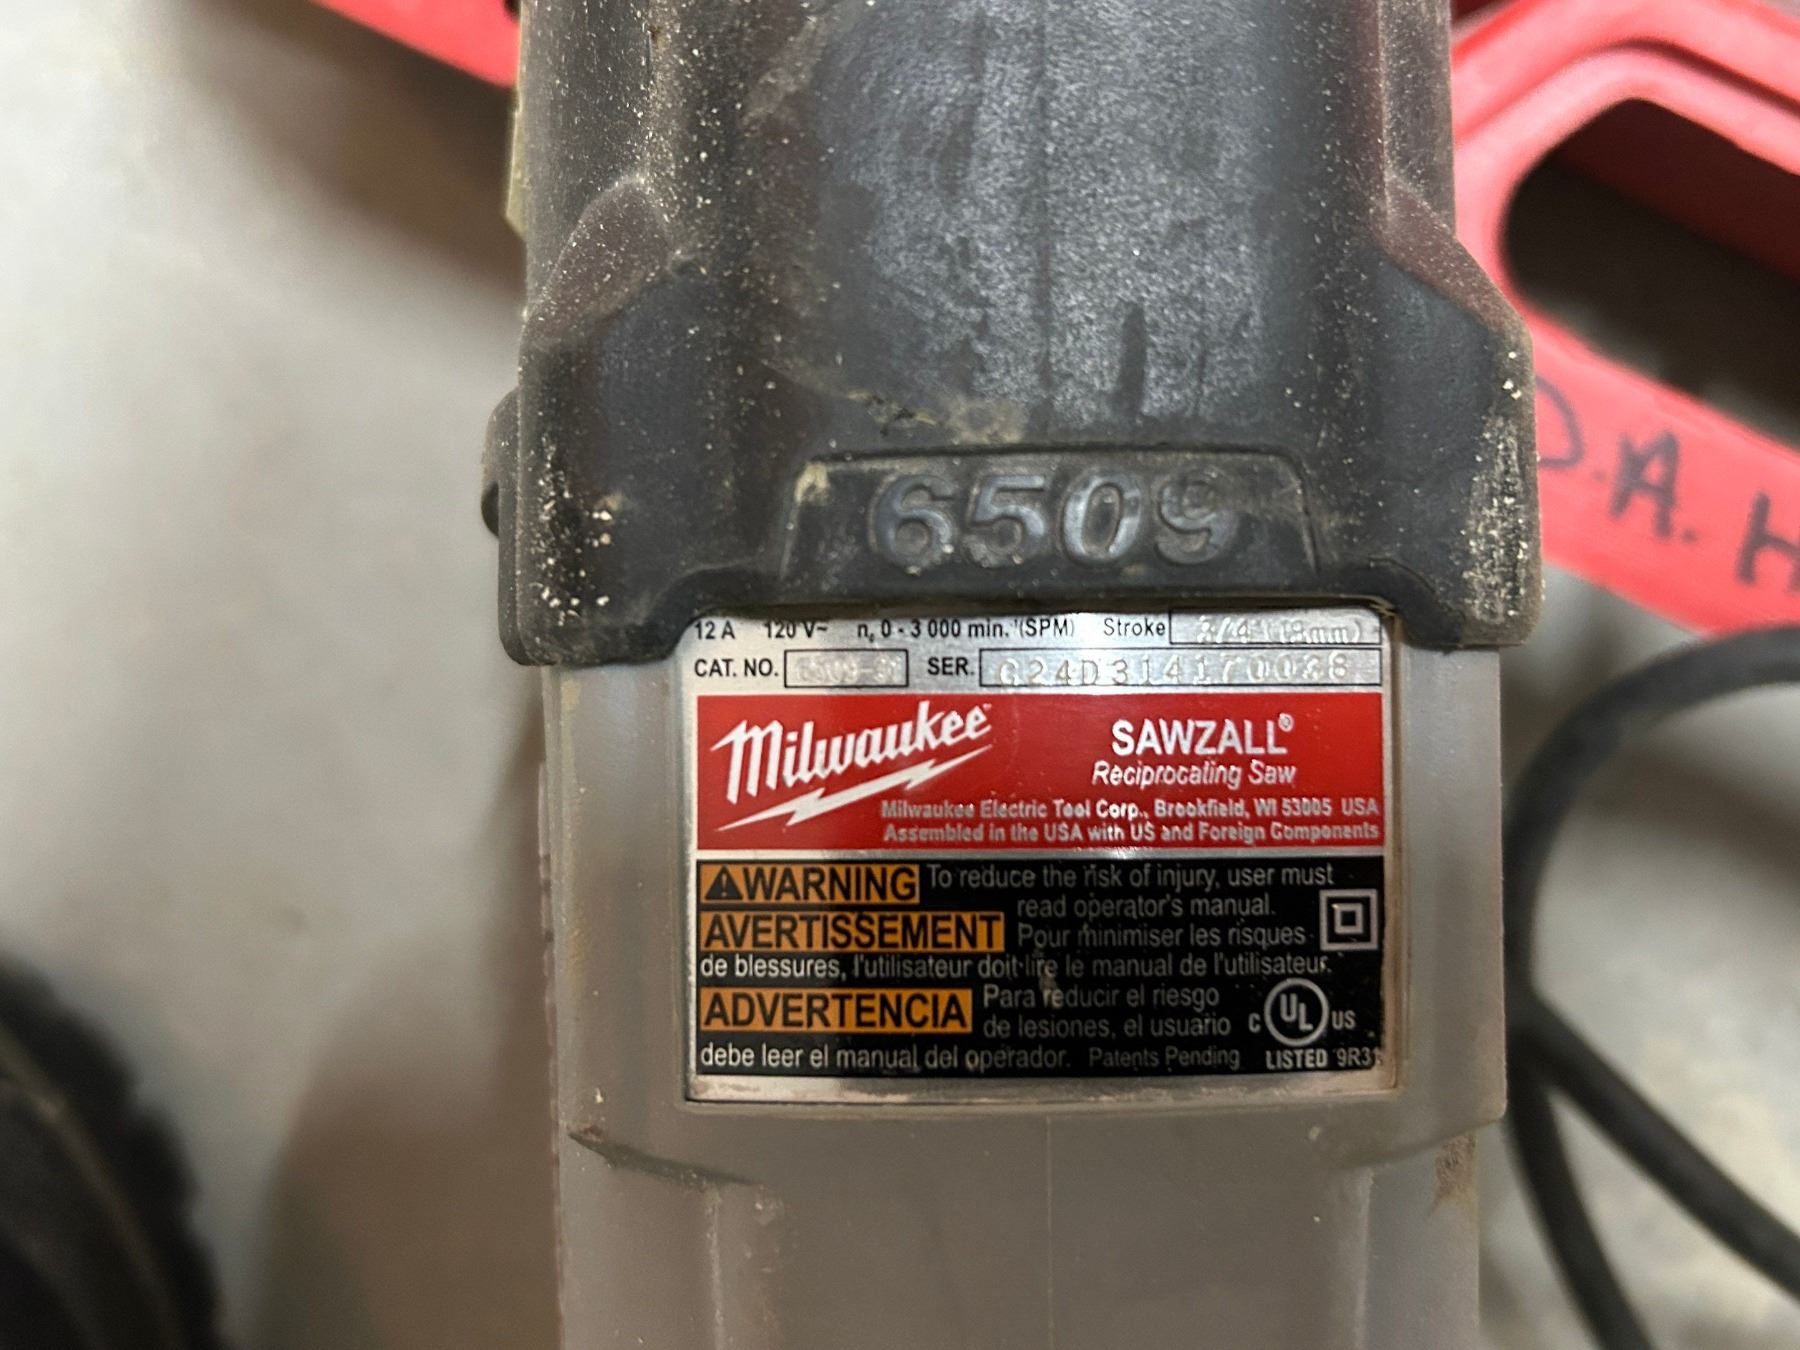 6509
12 A 120 V~ n₀ 0 - 3 000 min.⁻¹(SPM) Stroke 3/4"(19mm)
CAT. NO. SER.
Milwaukee
SAWZALL®
Reciprocating Saw
Milwaukee Electric Tool Corp., Brookfield, WI 53005 USA
Assembled in the USA with US and Foreign Components
WARNING To reduce the risk of injury, user must
read operator's manual.
AVERTISSEMENT Pour minimiser les risques
de blessures, l'utilisateur doit lire le manual de l'utilisateur.
ADVERTENCIA Para reducir el riesgo
de lesiones, el usuario
debe leer el manual del operador. Patents Pending
C UL US
LISTED 9R31
D.A. H